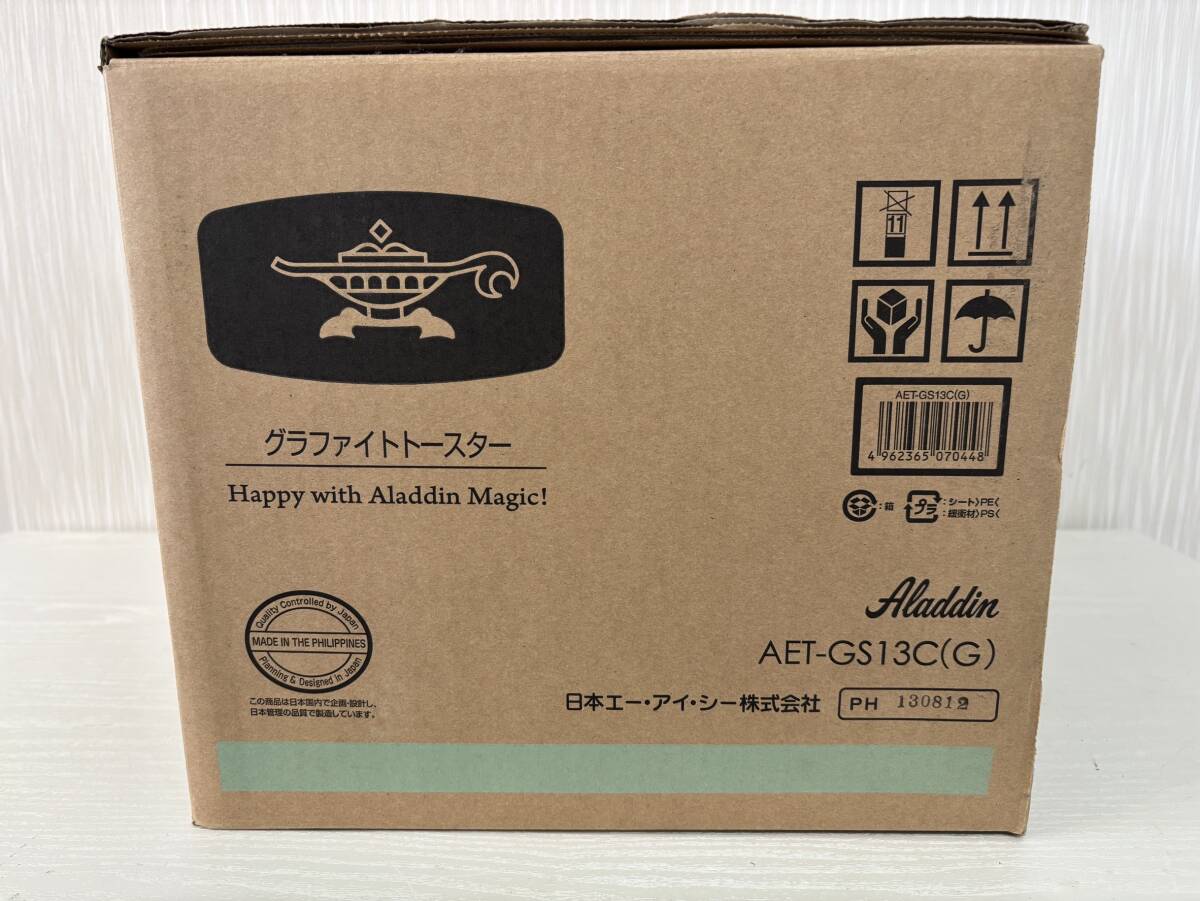 グラファイトトースター
Happy with Aladdin Magic!
11
AET-GS13C(G)
4 962365 070448
:箱
プラ
:シート>PE<
:緩衝材>PS<
Quality Controlled by Japan
MADE IN THE PHILIPPINES
Planning & Designed In Japan
この商品は日本国内で企画・設計し、
日本管理の品質で製造しています。
Aladdin
AET-GS13C(G)
日本エー・アイ・シー株式会社
PH 130812